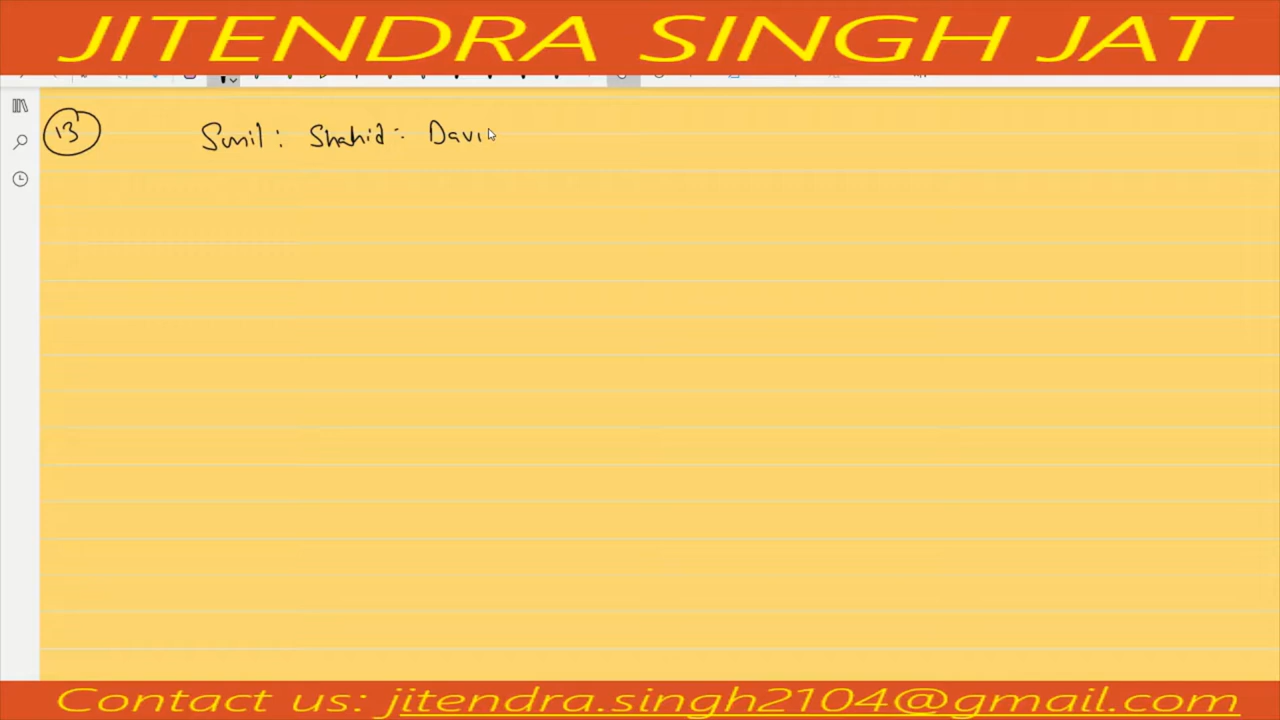 JITENDRA SINGH JAT
13 Sunil : Shahid : Davi
Contact us: jitendra.singh2104@gmail.com